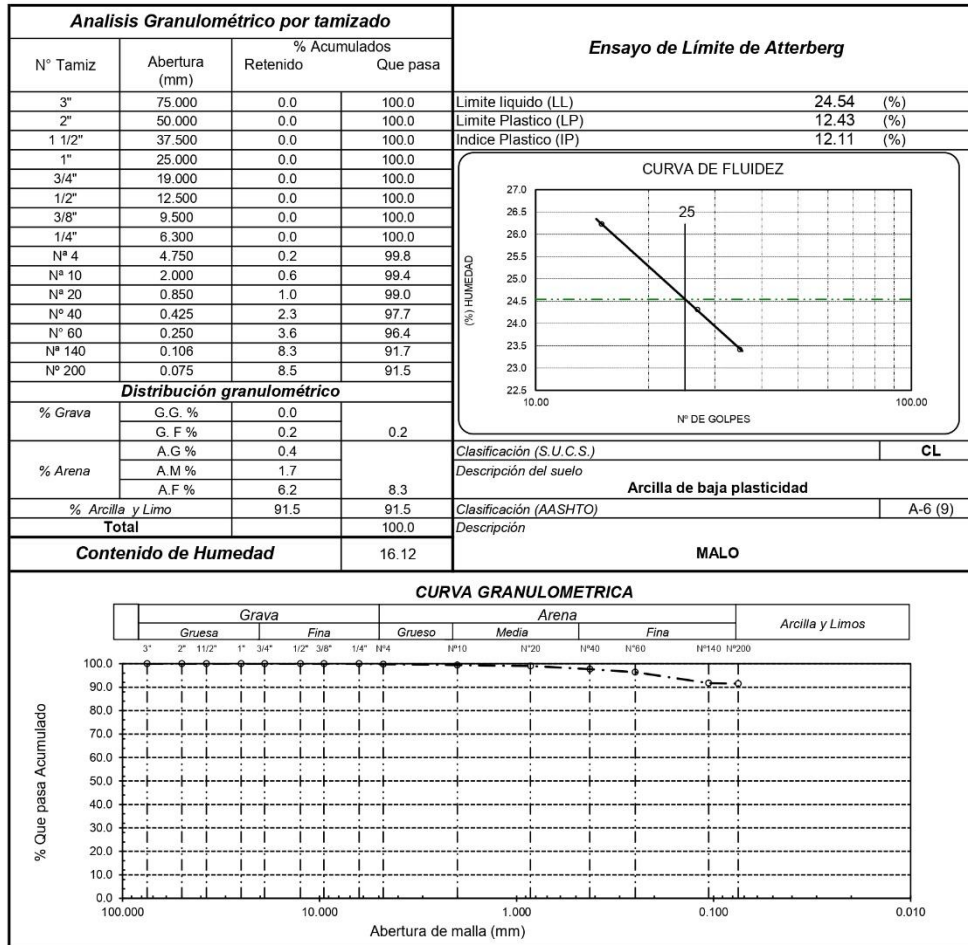 Analisis Granulométrico por tamizado
N° Tamiz Abertura (mm) % Acumulados
Retenido Que pasa
3" 75.000 0.0 100.0
2" 50.000 0.0 100.0
1 1/2" 37.500 0.0 100.0
1" 25.000 0.0 100.0
3/4" 19.000 0.0 100.0
1/2" 12.500 0.0 100.0
3/8" 9.500 0.0 100.0
1/4" 6.300 0.0 100.0
Nª 4 4.750 0.2 99.8
Nª 10 2.000 0.6 99.4
Nª 20 0.850 1.0 99.0
Nº 40 0.425 2.3 97.7
N° 60 0.250 3.6 96.4
Nª 140 0.106 8.3 91.7
Nº 200 0.075 8.5 91.5
Distribución granulométrico
% Grava G.G. % 0.0
G. F % 0.2 0.2
A.G % 0.4
% Arena A.M % 1.7
A.F % 6.2 8.3
% Arcilla y Limo 91.5 91.5
Total 100.0
Contenido de Humedad 16.12
Ensayo de Límite de Atterberg
Limite liquido (LL) 24.54 (%)
Limite Plastico (LP) 12.43 (%)
Indice Plastico (IP) 12.11 (%)
CURVA DE FLUIDEZ
27.0
26.5
25
26.0
25.5
25.0
24.5
24.0
23.5
23.0
22.5
(%) HUMEDAD
10.00 100.00
Nº DE GOLPES
Clasificación (S.U.C.S.) CL
Descripción del suelo
Arcilla de baja plasticidad
Clasificación (AASHTO) A-6 (9)
Descripción
MALO
CURVA GRANULOMETRICA
Grava Arena Arcilla y Limos
Gruesa Fina Grueso Media Fina
3" 2" 11/2" 1" 3/4" 1/2" 3/8" 1/4" Nª4 Nª10 Nª20 Nº40 N°60 Nª140 Nº200
100.0
90.0
80.0
70.0
60.0
50.0
40.0
30.0
20.0
10.0
0.0
% Que pasa Acumulado
100.000 10.000 1.000 0.100 0.010
Abertura de malla (mm)